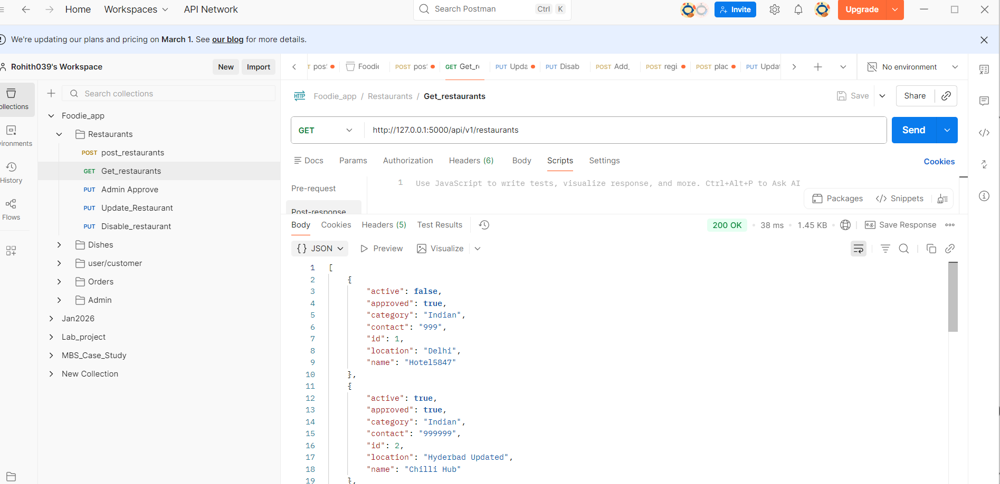 Home Workspaces API Network Search Postman Ctrl K Invite Upgrade
We're updating our plans and pricing on March 1. See our blog for more details.
Rohith039's Workspace New Import
T pos' Foodie POST pos' GET Get_r PUT Upda PUT Disab POST Add_ POST regi POST plac PUT Updat No environment
Search collections
ollections
vironments
History
Flows
Foodie_app
Restaurants
POST post_restaurants
GET Get_restaurants
PUT Admin Approve
PUT Update_Restaurant
PUT Disable_restaurant
Dishes
user/customer
Orders
Admin
Jan2026
Lab_project
MBS_Case_Study
New Collection
HTTP Foodie_app / Restaurants / Get_restaurants Save Share
GET http://127.0.0.1:5000/api/v1/restaurants Send
Docs Params Authorization Headers (6) Body Scripts Settings Cookies
Pre-request
Post-response
1 Use JavaScript to write tests, visualize response, and more. Ctrl+Alt+P to Ask AI
Packages </> Snippets
Body Cookies Headers (5) Test Results 200 OK • 38 ms • 1.45 KB • e.g. Save Response
{} JSON Preview Visualize
1 [
2 {
3 "active": false,
4 "approved": true,
5 "category": "Indian",
6 "contact": "999",
7 "id": 1,
8 "location": "Delhi",
9 "name": "Hotel5847"
10 },
11 {
12 "active": true,
13 "approved": true,
14 "category": "Indian",
15 "contact": "999999",
16 "id": 2,
17 "location": "Hyderbad Updated",
18 "name": "Chilli Hub"
19 },